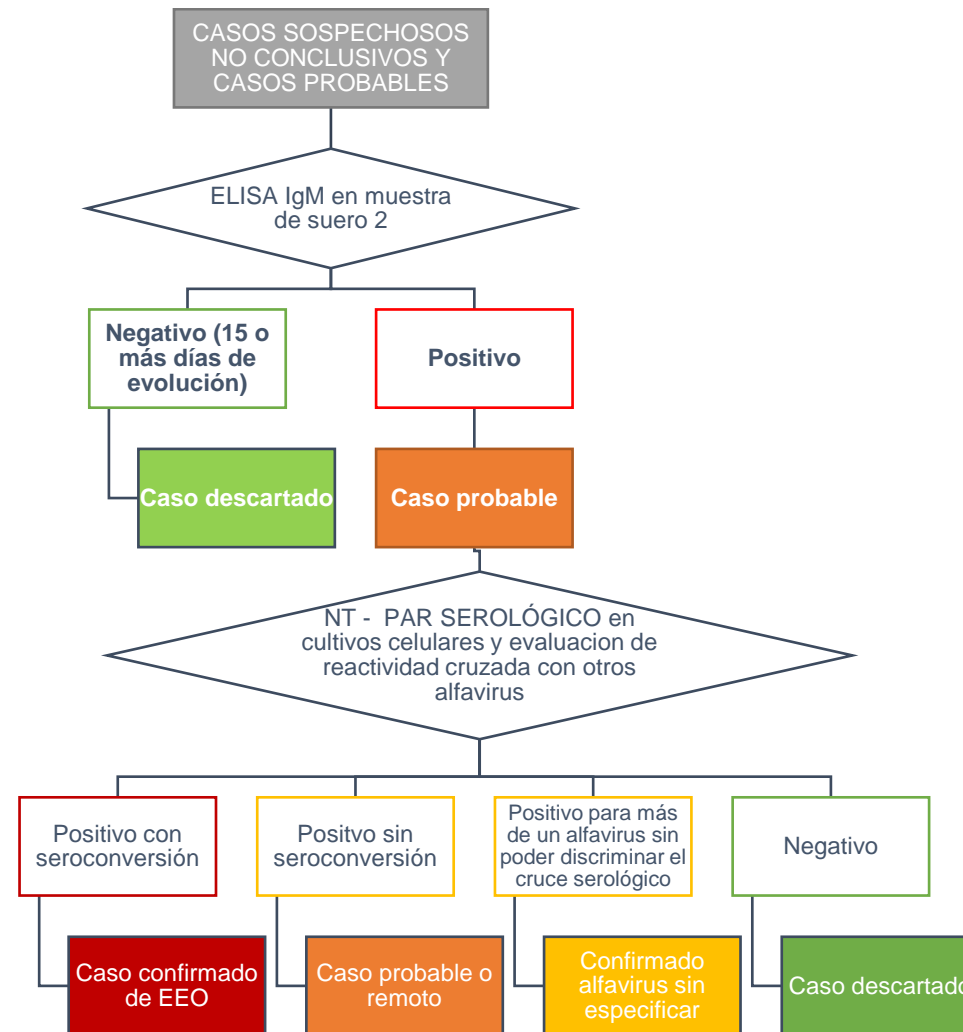 CASOS SOSPECHOSOS
NO CONCLUSIVOS Y
CASOS PROBABLES
ELISA IgM en muestra
de suero 2
Negativo (15 o
más días de
evolución)
Positivo
Caso descartado
Caso probable
NT - PAR SEROLÓGICO en
cultivos celulares y evaluacion de
reactividad cruzada con otros
alfavirus
Positivo con
seroconversión
Positvo sin
seroconversión
Positivo para más
de un alfavirus sin
poder discriminar el
cruce serológico
Negativo
Caso confirmado
de EEO
Caso probable o
remoto
Confirmado
alfavirus sin
especificar
Caso descartado